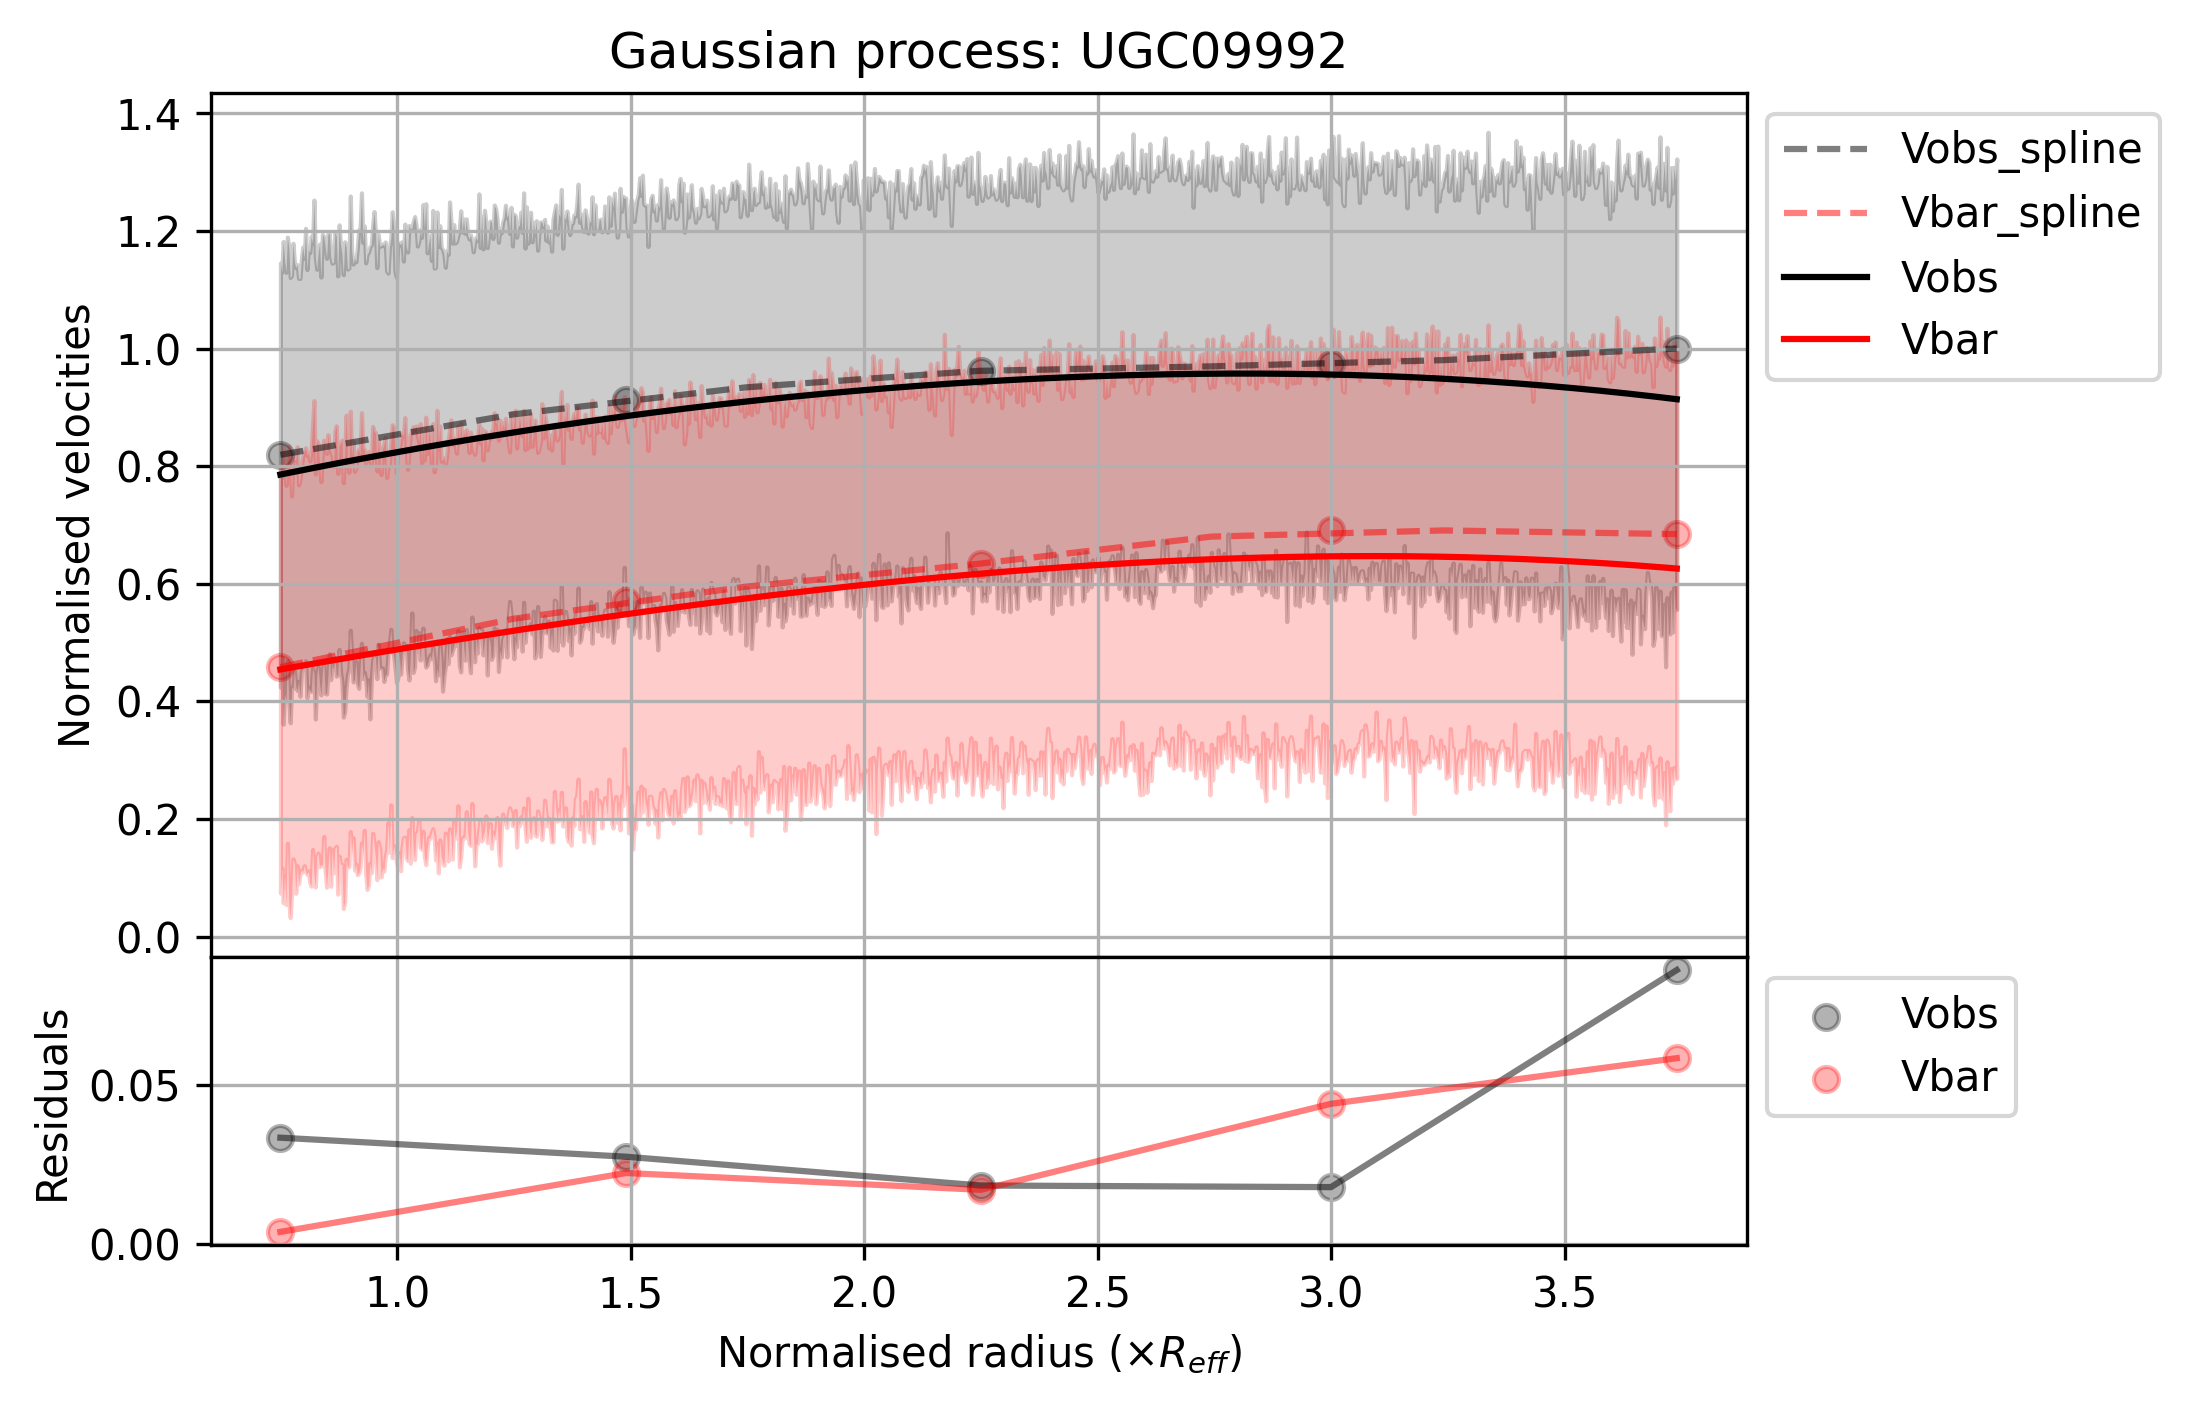 Gaussian process: UGC09992
1.4
1.2
1.0
0.8
0.6
0.4
0.2
0.0
Normalised velocities
Vobs_spline
Vbar_spline
Vobs
Vbar
0.05
0.00
Residuals
Vobs
Vbar
1.0 1.5 2.0 2.5 3.0 3.5
Normalised radius (×R_eff)